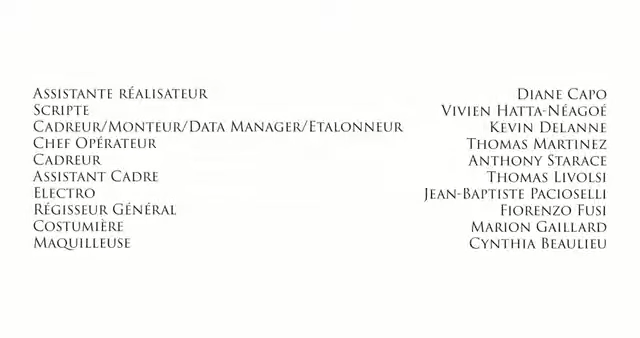 Assistante réalisateur Diane Capo
Scripte Vivien Hatta-Néagoé
Cadreur/Monteur/Data Manager/Etalonneur Kevin Delanne
Chef Opérateur Thomas Martinez
Cadreur Anthony Starace
Assistant Cadre Thomas Livolsi
Electro Jean-Baptiste Pacioselli
Régisseur Général Fiorenzo Fusi
Costumière Marion Gaillard
Maquilleuse Cynthia Beaulieu